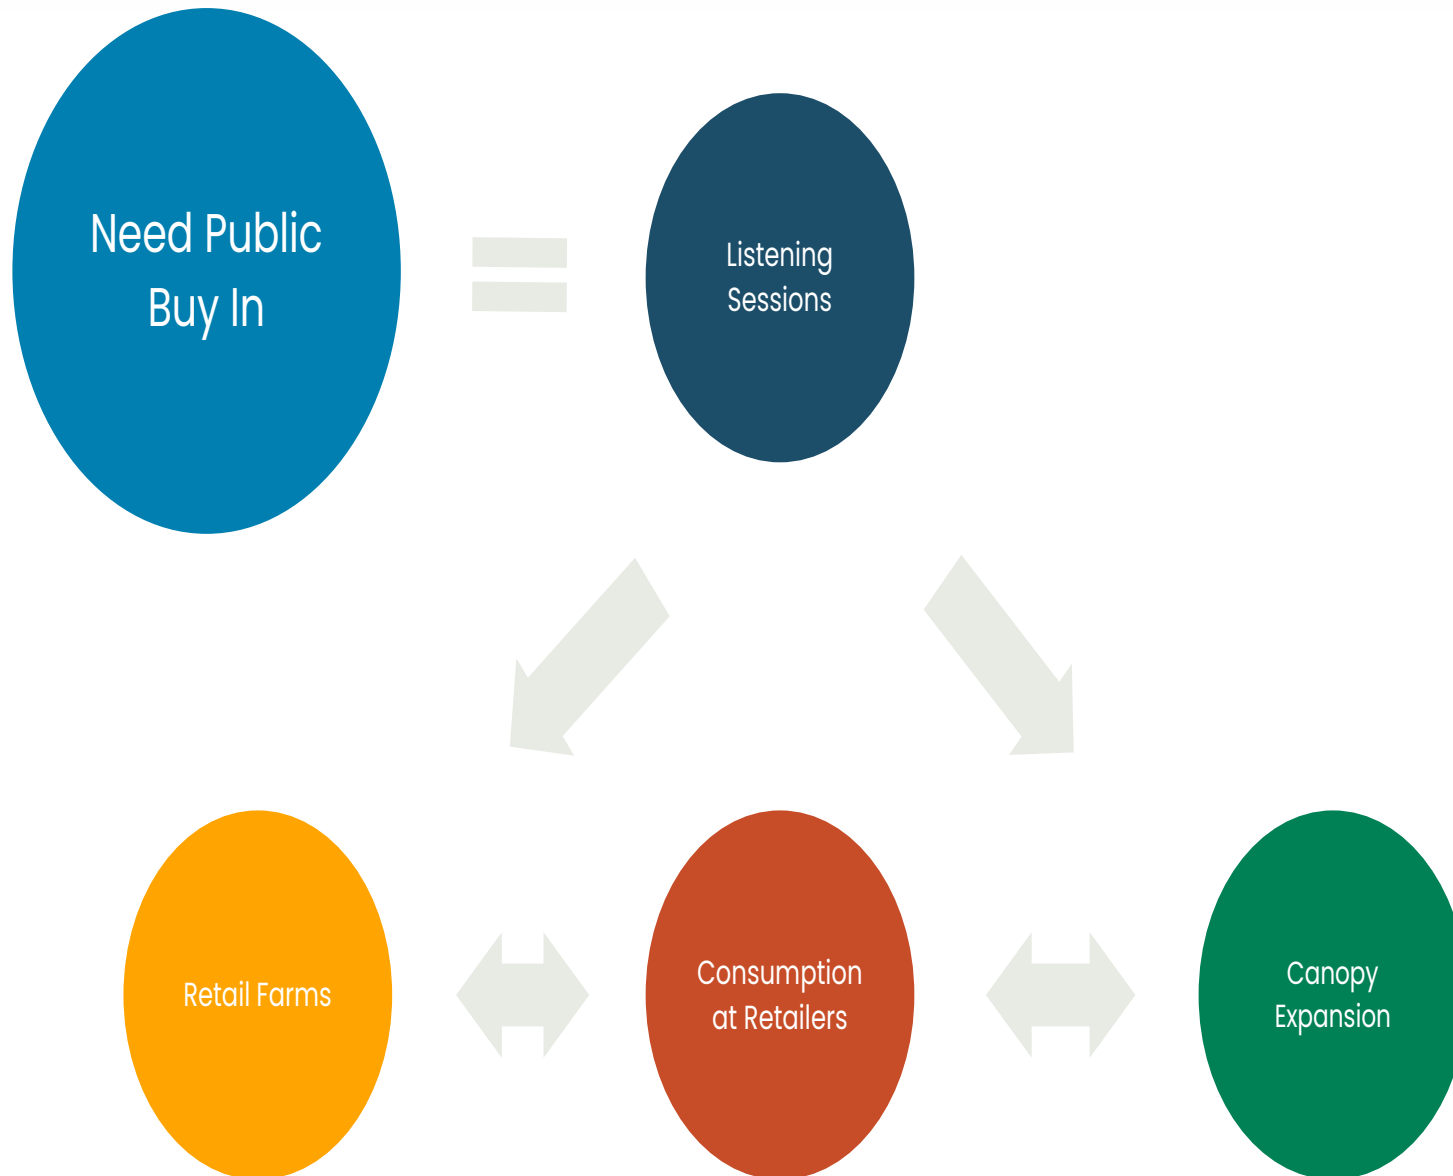 Need Public
Buy In
Listening
Sessions
Retail Farms
Consumption
at Retailers
Canopy
Expansion